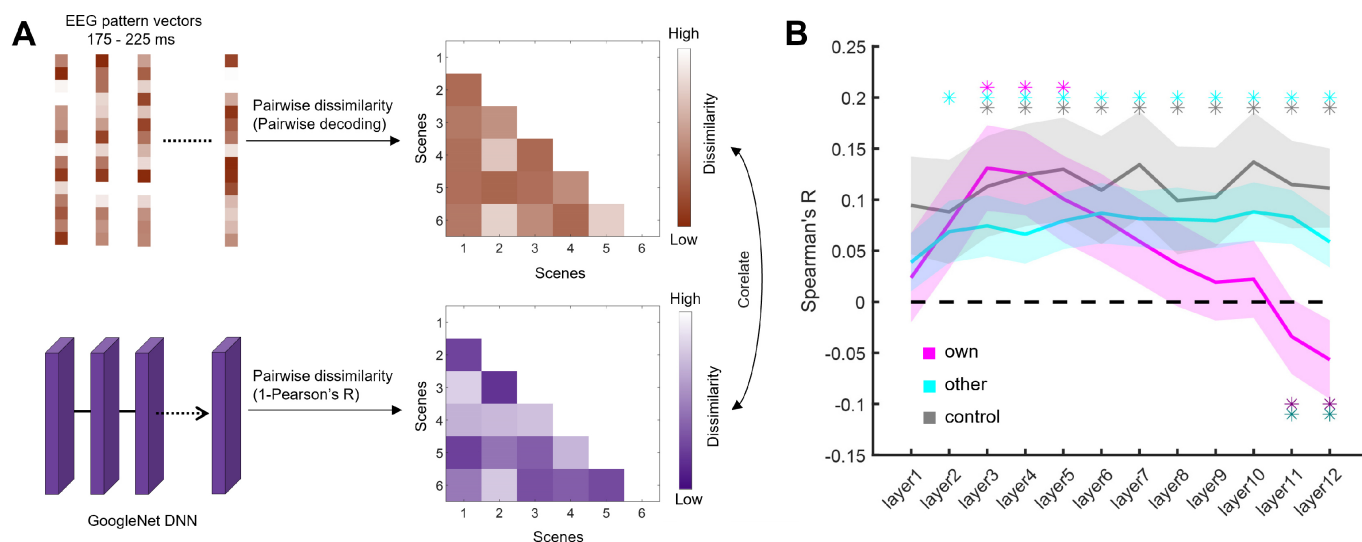 A
EEG pattern vectors
175 - 225 ms
Pairwise dissimilarity
(Pairwise decoding)
High
Dissimilarity
Low
Scenes
1
2
3
4
5
6
1 2 3 4 5 6
Scenes
Corelate
GoogleNet DNN
Pairwise dissimilarity
(1-Pearson's R)
High
Dissimilarity
Low
Scenes
1
2
3
4
5
6
1 2 3 4 5 6
Scenes
B
Spearman's R
0.25
0.2
0.15
0.1
0.05
0
-0.05
-0.1
-0.15
own
other
control
layer1
layer2
layer3
layer4
layer5
layer6
layer7
layer8
layer9
layer10
layer11
layer12